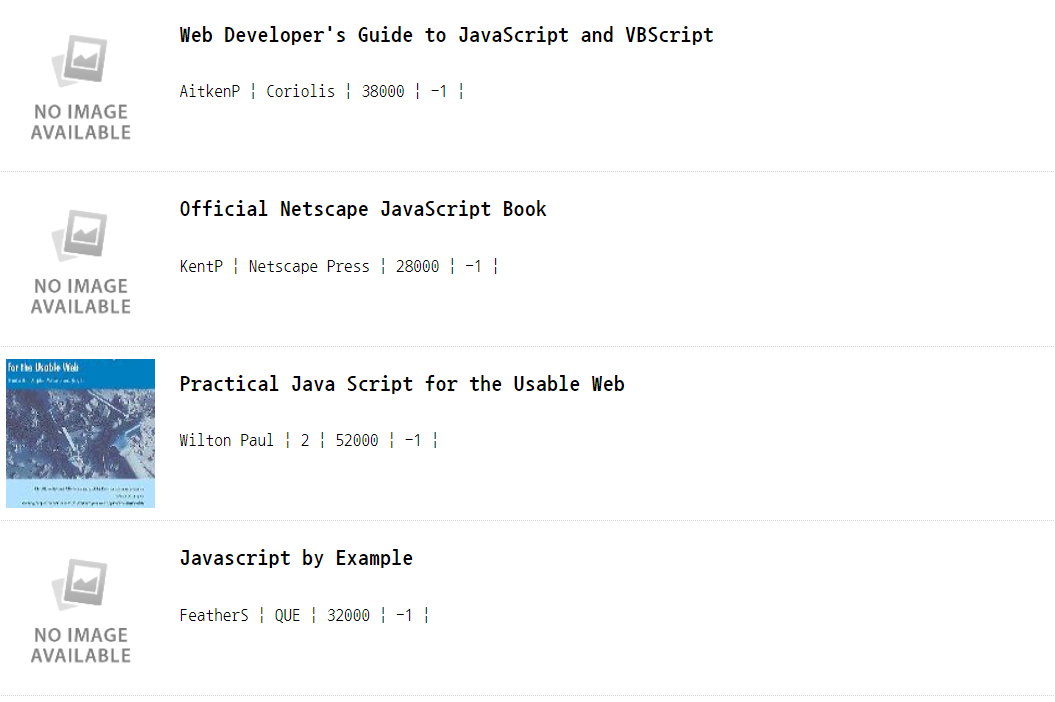 Web Developer's Guide to JavaScript and VBScript
AitkenP ¦ Coriolis ¦ 38000 ¦ -1 ¦
NO IMAGE
AVAILABLE
Official Netscape JavaScript Book
KentP ¦ Netscape Press ¦ 28000 ¦ -1 ¦
NO IMAGE
AVAILABLE
for the Usable Web
Practical Java Script for the Usable Web
Wilton Paul ¦ 2 ¦ 52000 ¦ -1 ¦
Javascript by Example
FeatherS ¦ QUE ¦ 32000 ¦ -1 ¦
NO IMAGE
AVAILABLE